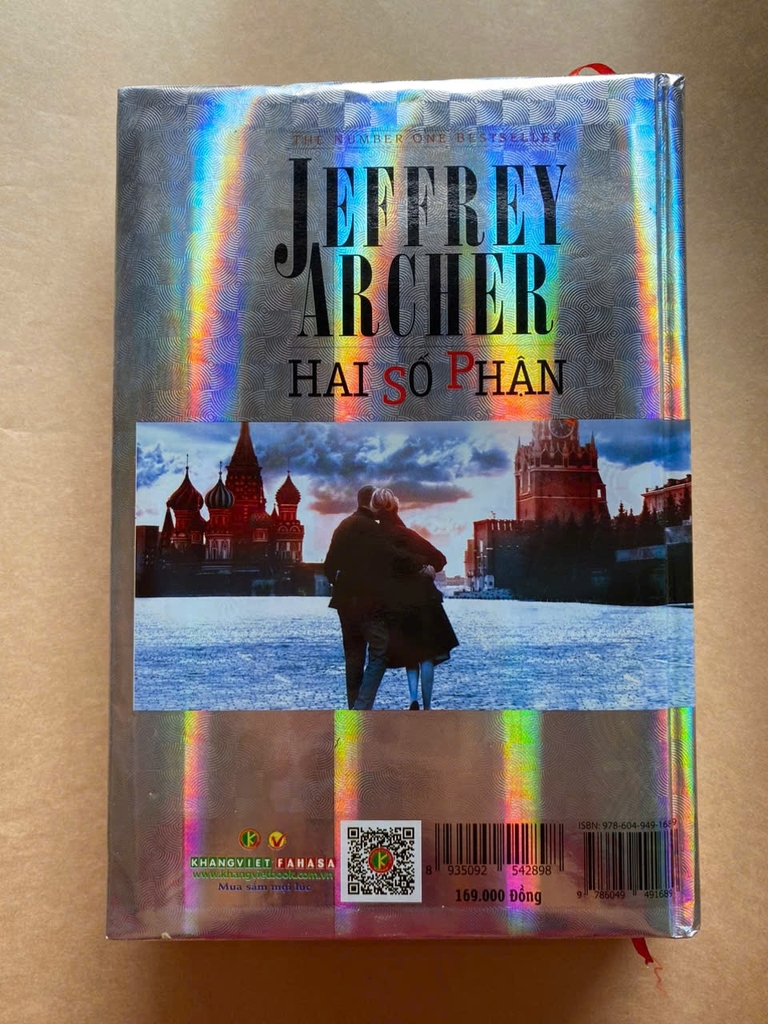 THE NUMBER ONE BESTSELLER
JEFFREY
ARCHER
HAI SỐ PHẬN
KHANGVIET FAHASA
www.khangvietbook.com.vn
Mua sắm mọi lúc
8 935092 542898
169.000 Đồng
ISBN: 978-604-949-168-9
9 786049 491689